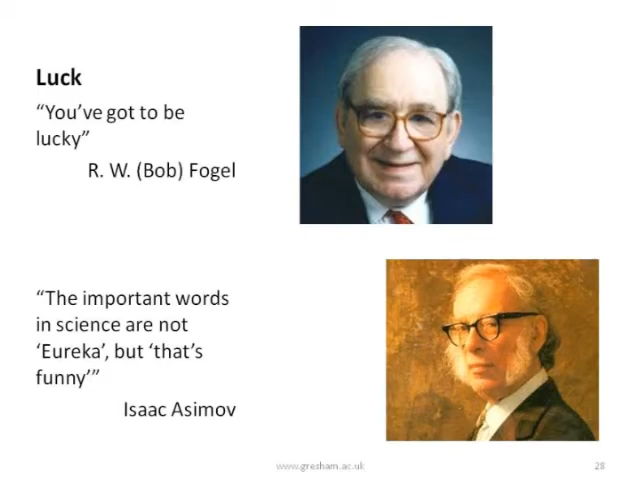 Luck
“You’ve got to be
lucky”
R. W. (Bob) Fogel
“The important words
in science are not
‘Eureka’, but ‘that’s
funny’”
Isaac Asimov
www.gresham.ac.uk
28